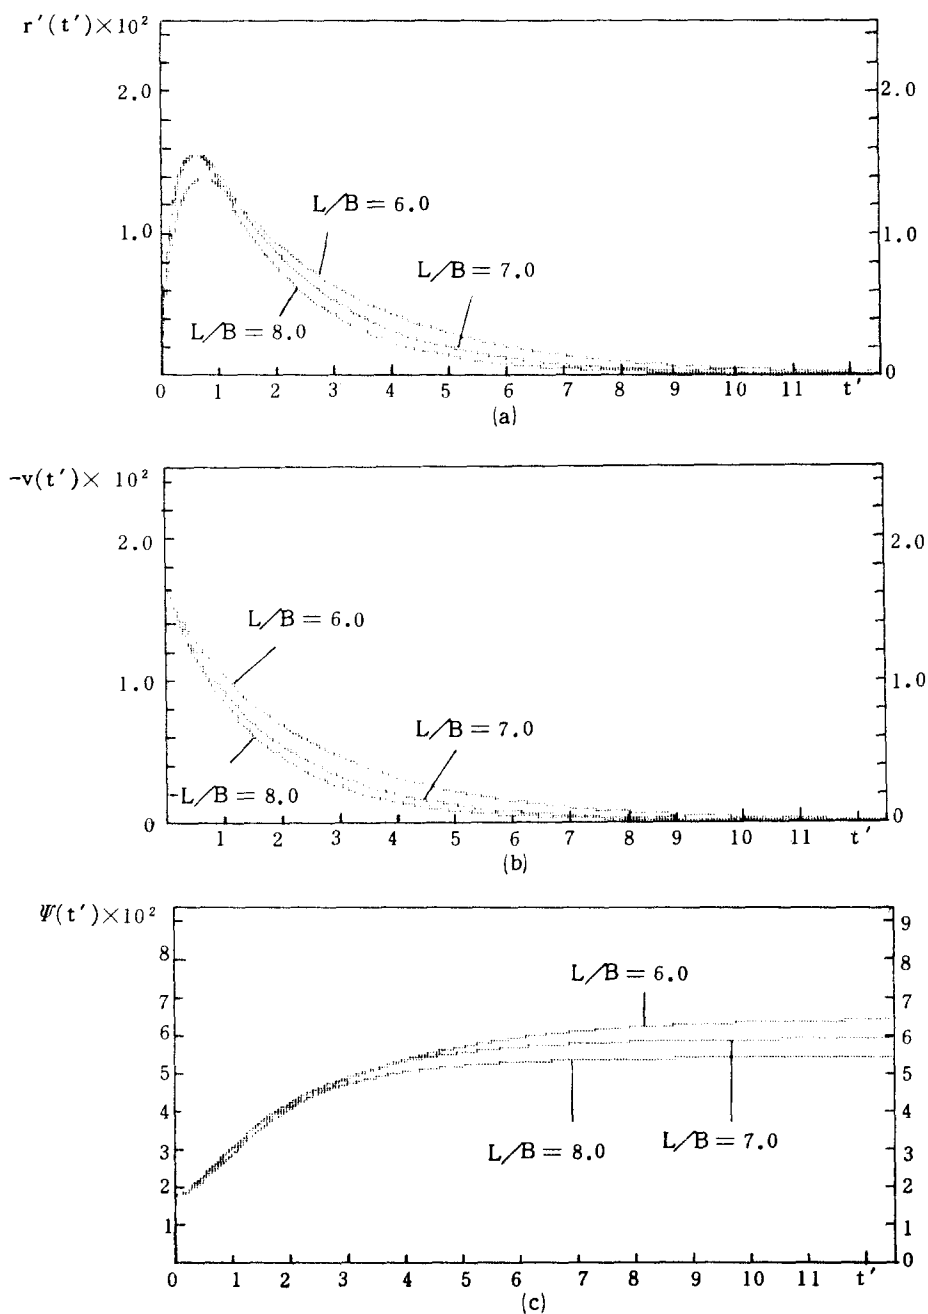 r′(t′)×10²
2.0
1.0
0
2.0
1.0
0
L/B = 6.0
L/B = 7.0
L/B = 8.0
1 2 3 4 5 6 7 8 9 10 11 t′
(a)
-v(t′)× 10²
2.0
1.0
0
2.0
1.0
0
L/B = 6.0
L/B = 7.0
-L/B = 8.0
1 2 3 4 5 6 7 8 9 10 11 t′
(b)
Ψ(t′)×10²
8
7
6
5
4
3
2
1
9
8
7
6
5
4
3
2
1
0
L/B = 6.0
L/B = 7.0
L/B = 8.0
0 1 2 3 4 5 6 7 8 9 10 11 t′
(c)